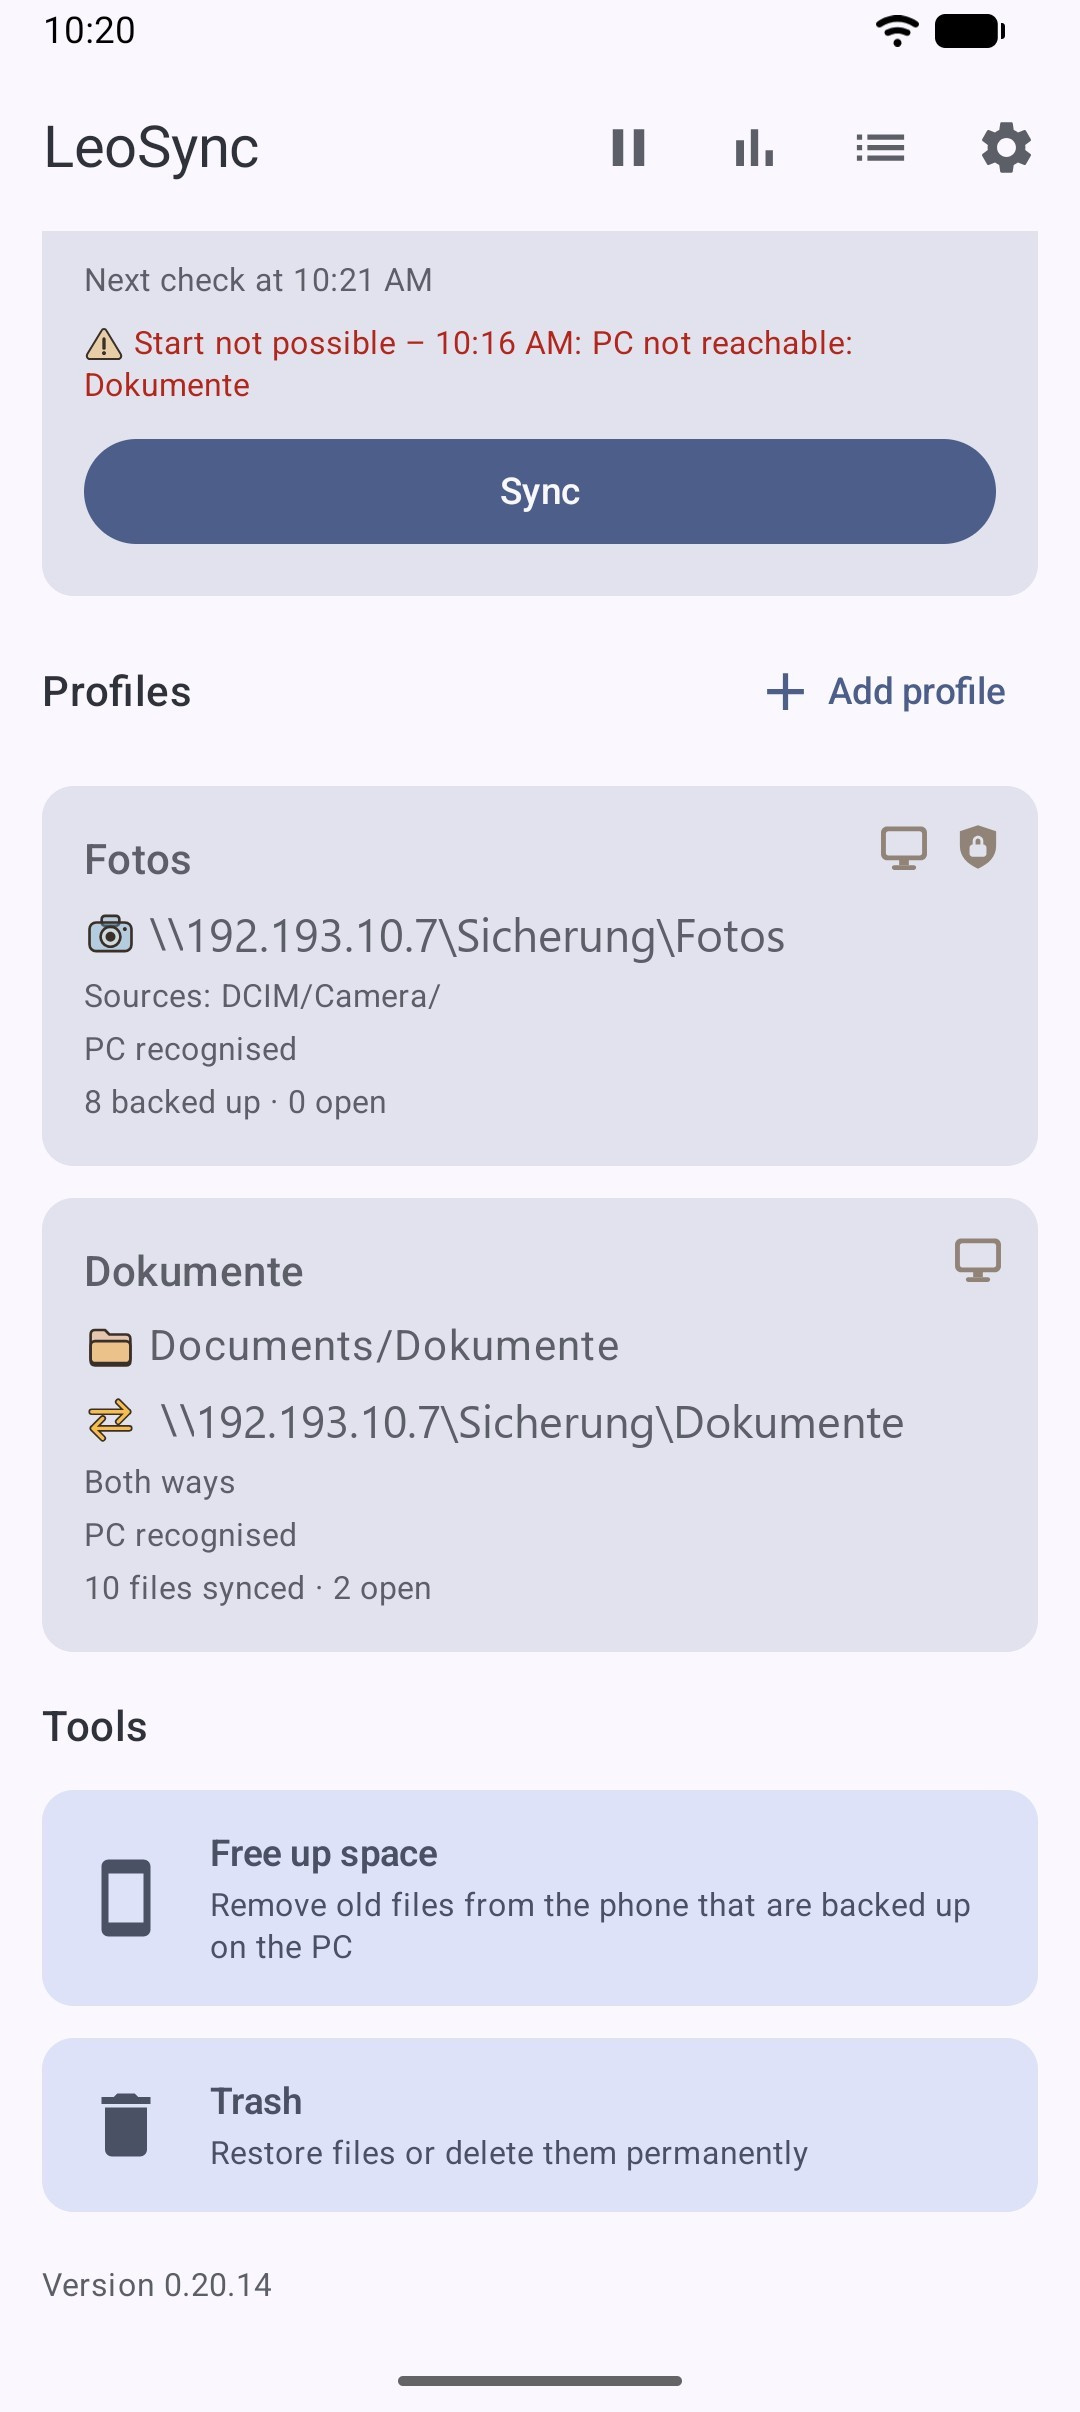 10:20
LeoSync
Next check at 10:21 AM
⚠ Start not possible – 10:16 AM: PC not reachable:
Dokumente
Sync
Profiles
Add profile
Fotos
\\192.193.10.7\Sicherung\Fotos
Sources: DCIM/Camera/
PC recognised
8 backed up · 0 open
Dokumente
Documents/Dokumente
\\192.193.10.7\Sicherung\Dokumente
Both ways
PC recognised
10 files synced · 2 open
Tools
Free up space
Remove old files from the phone that are backed up
on the PC
Trash
Restore files or delete them permanently
Version 0.20.14